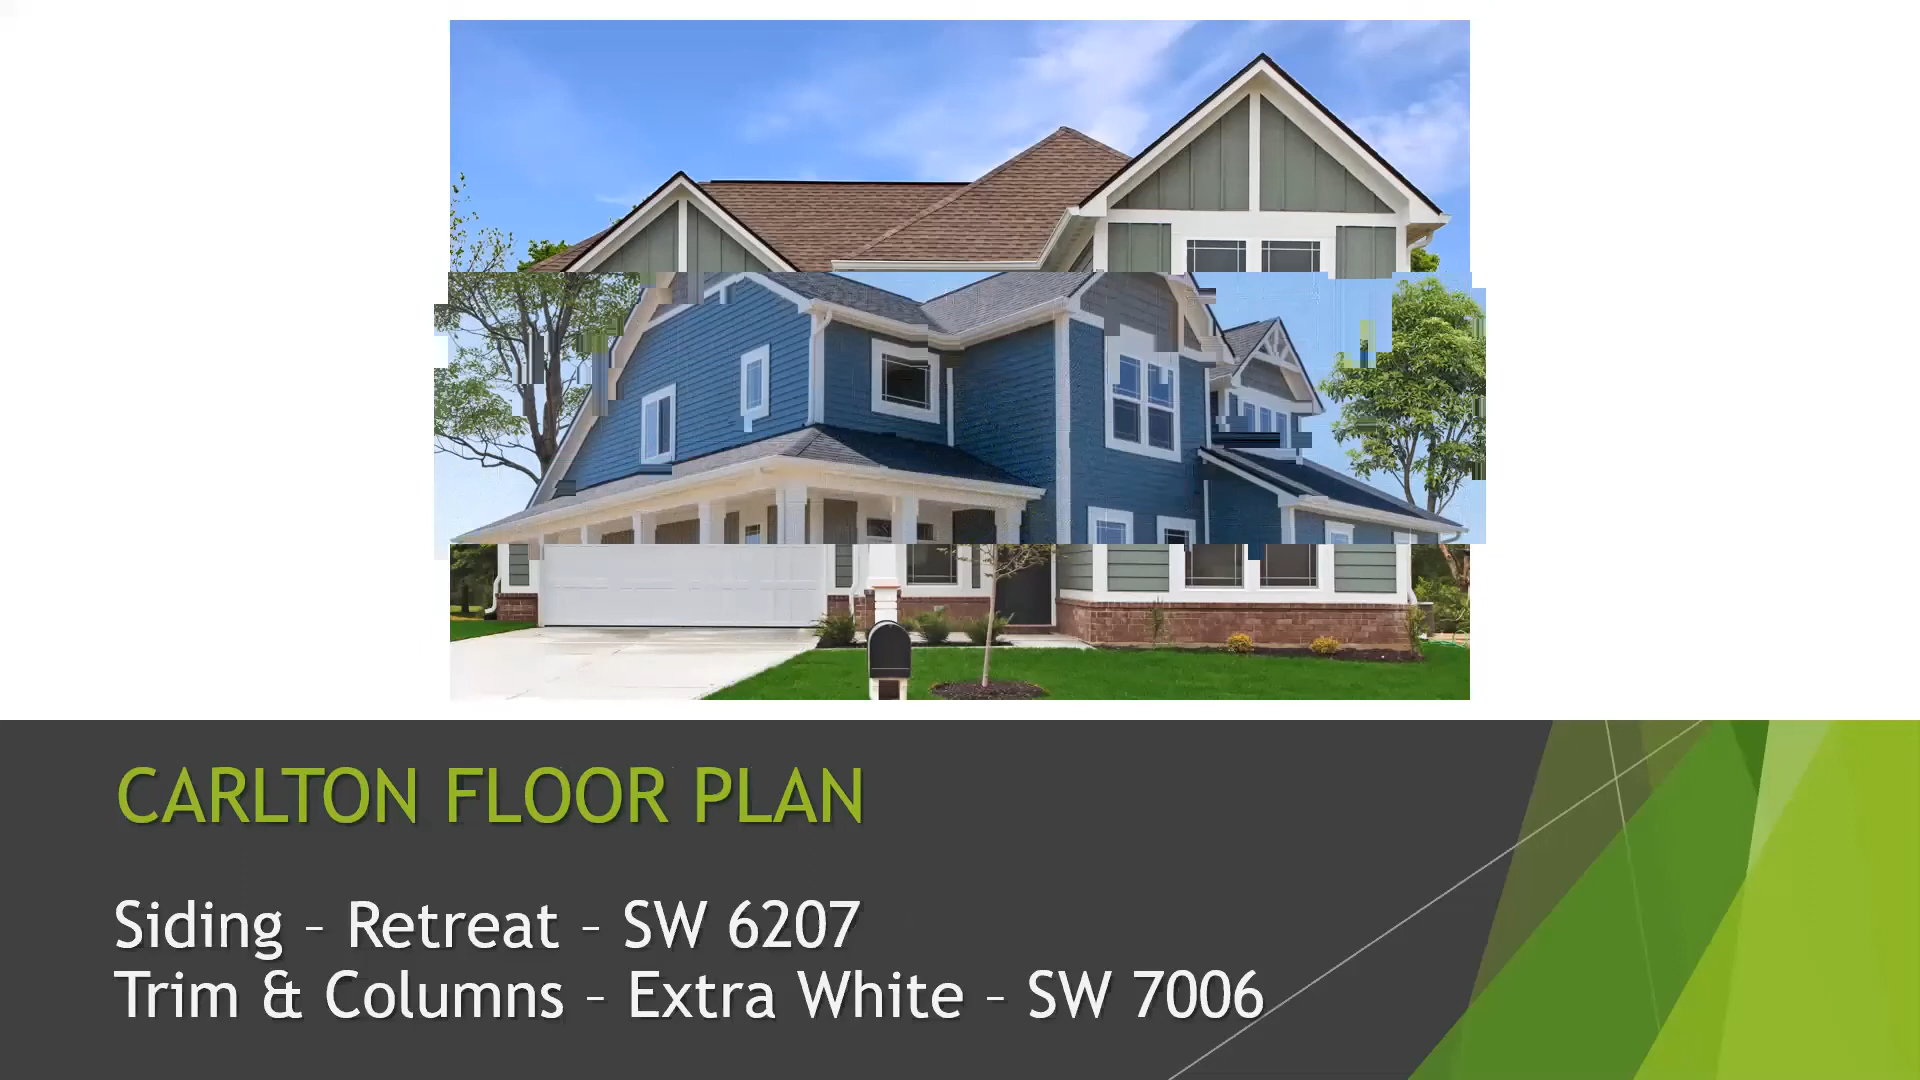 CARLTON FLOOR PLAN
Siding – Retreat – SW 6207
Trim & Columns – Extra White – SW 7006